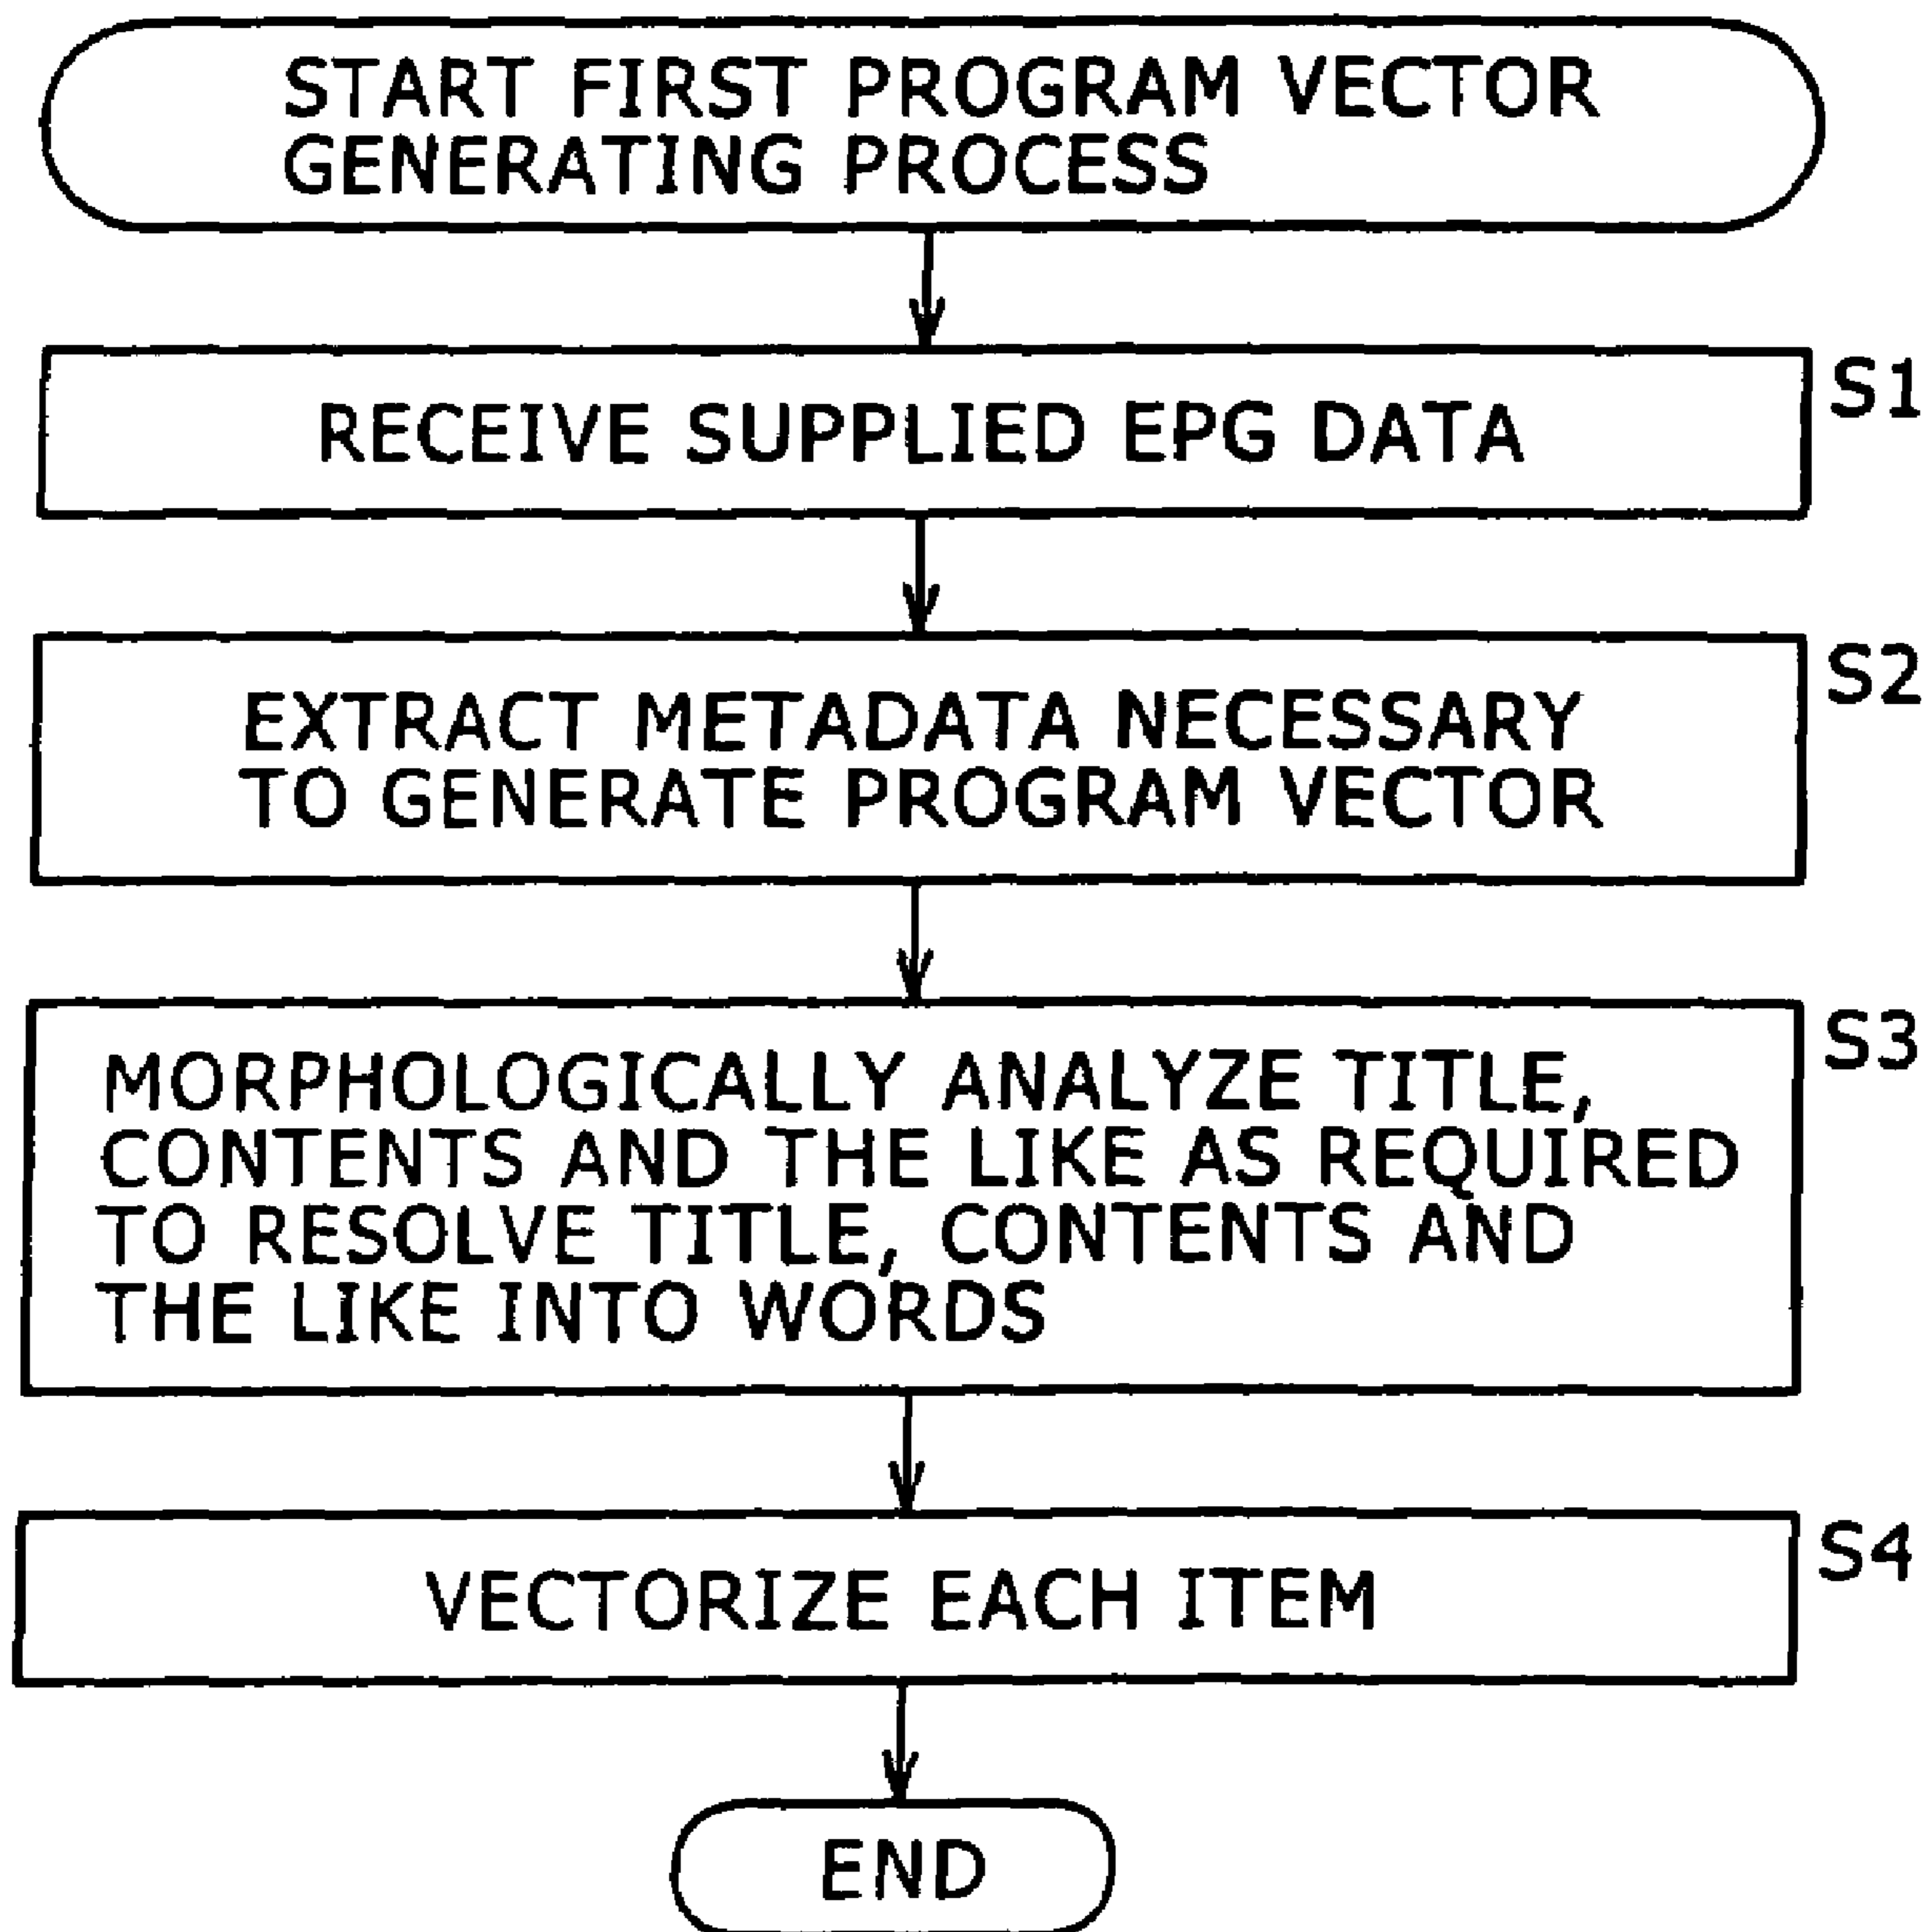 START FIRST PROGRAM VECTOR
GENERATING PROCESS
S1
RECEIVE SUPPLIED EPG DATA
S2
EXTRACT METADATA NECESSARY
TO GENERATE PROGRAM VECTOR
S3
MORPHOLOGICALLY ANALYZE TITLE,
CONTENTS AND THE LIKE AS REQUIRED
TO RESOLVE TITLE, CONTENTS AND
THE LIKE INTO WORDS
S4
VECTORIZE EACH ITEM
END